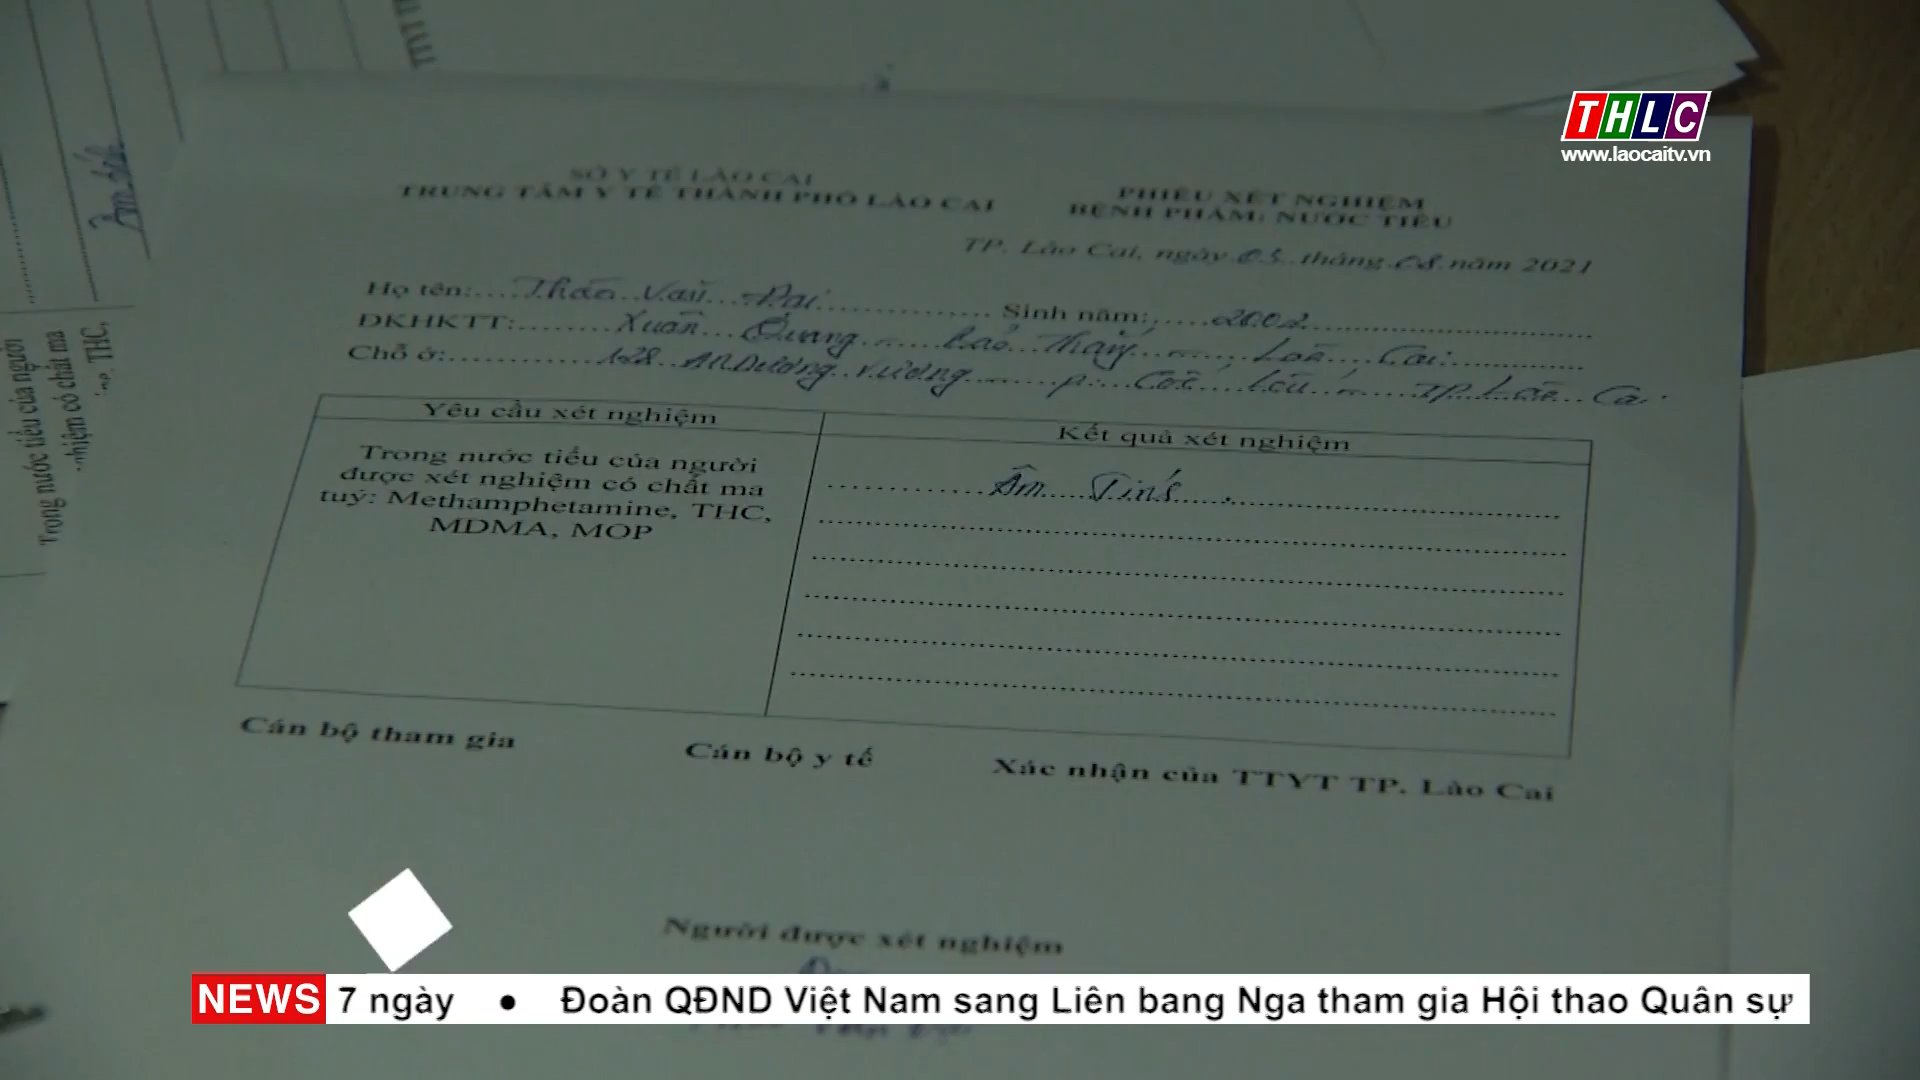 THLC
www.laocaitv.vn
SỞ Y TẾ LÀO CAI
TRUNG TÂM Y TẾ THÀNH PHỐ LÀO CAI
PHIẾU XÉT NGHIỆM
BỆNH PHẨM: NƯỚC TIỂU
TP. Lào Cai, ngày 03 tháng 08 năm 2021
Họ tên: Thào Văn Sinh năm: 2002
ĐKHKTT: Xuân Quang Bảo Thắng Lào Cai
Chỗ ở: 128 An Dương Vương p. Cốc Lếu TP Lào Cai
Yêu cầu xét nghiệm
Kết quả xét nghiệm
Trong nước tiểu của người
được xét nghiệm có chất ma
tuý: Methamphetamine, THC,
MDMA, MOP
Âm Tính
Cán bộ tham gia
Cán bộ y tế
Xác nhận của TTYT TP. Lào Cai
Người được xét nghiệm
Âm tính
Trong nước tiểu của người
nhiệm có chất ma
THC,
NEWS 7 ngày • Đoàn QĐND Việt Nam sang Liên bang Nga tham gia Hội thao Quân sự